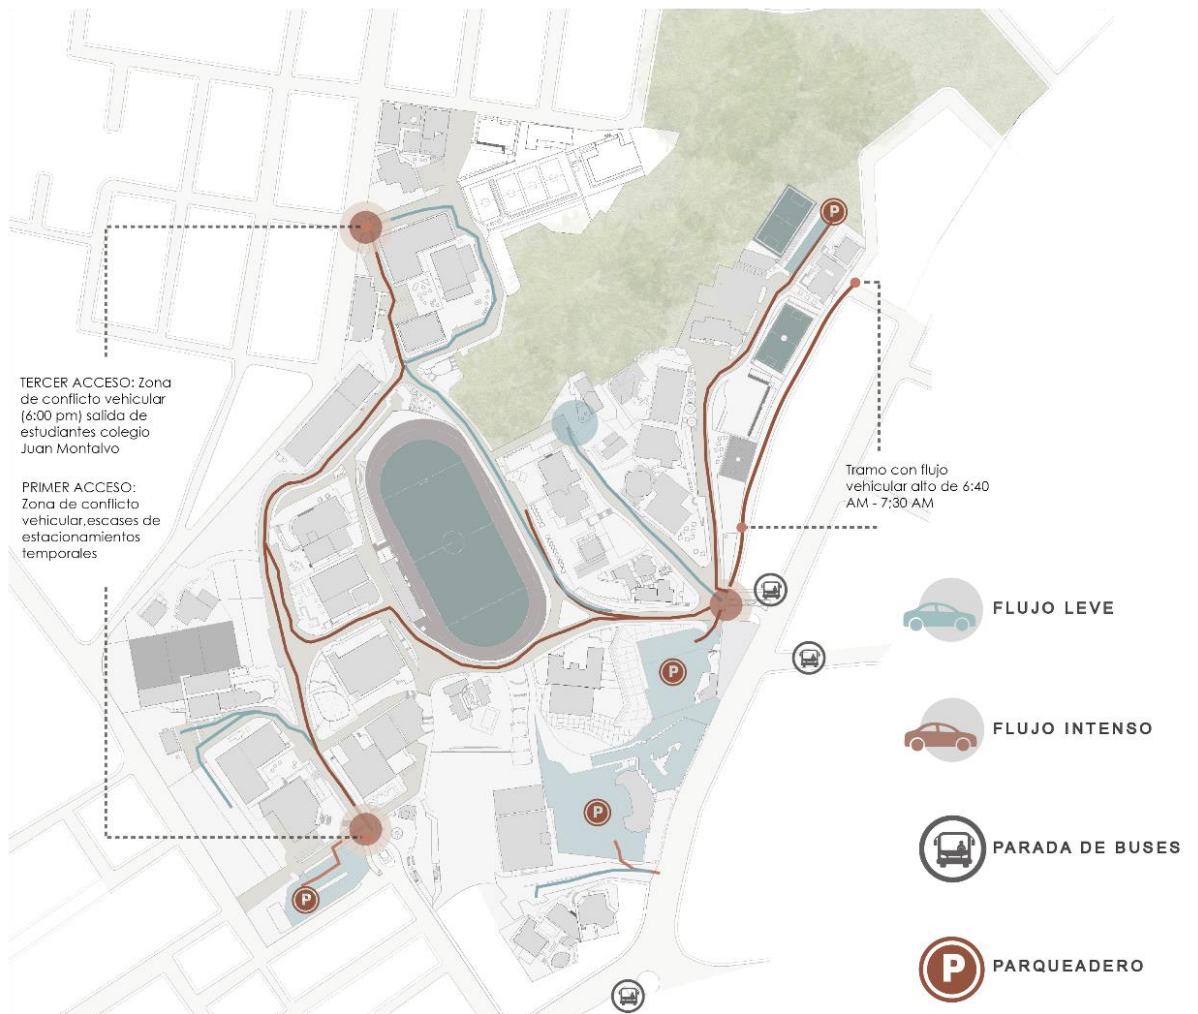 P
TERCER ACCESO: Zona
de conflicto vehicular
(6:00 pm) salida de
estudiantes colegio
Juan Montalvo
PRIMER ACCESO:
Zona de conflicto
vehicular,escases de
estacionamientos
temporales
Tramo con flujo
vehicular alto de 6:40
AM - 7:30 AM
P
P
P
FLUJO LEVE
FLUJO INTENSO
PARADA DE BUSES
P PARQUEADERO